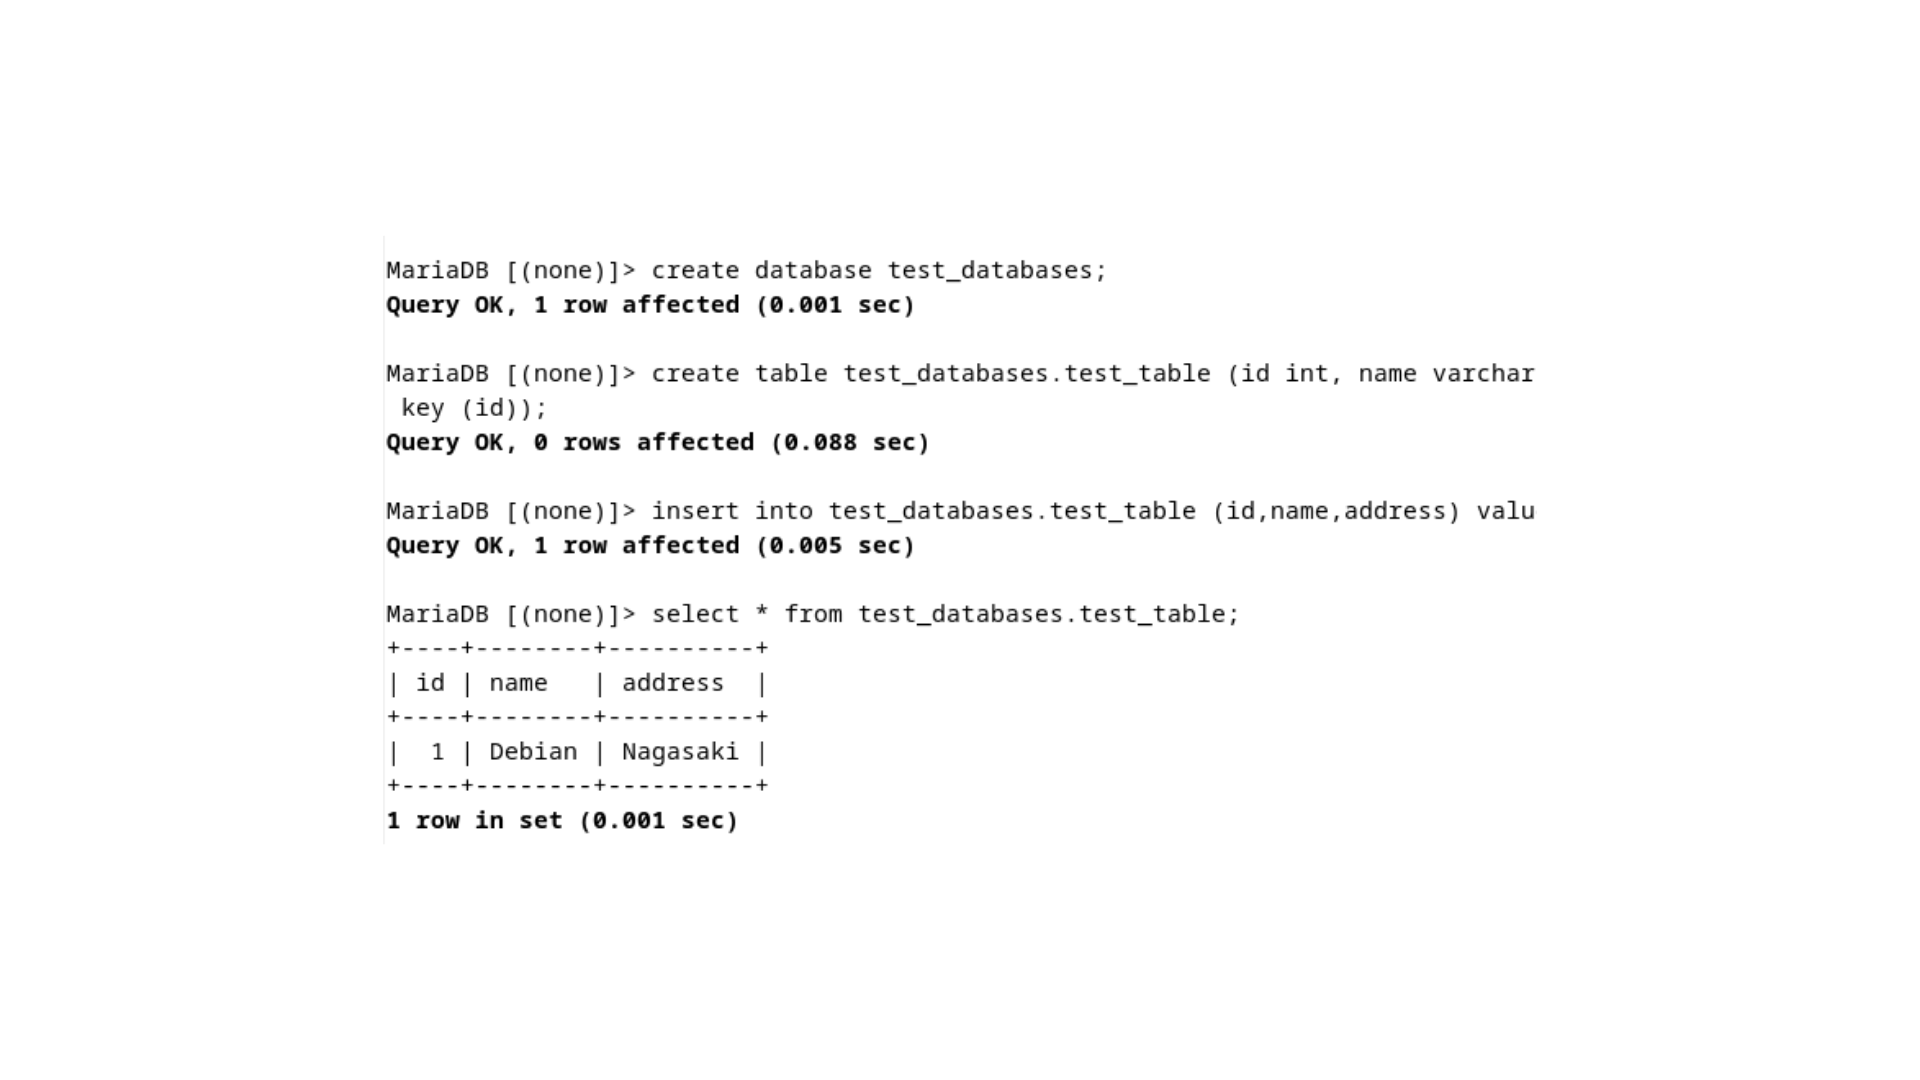 MariaDB [(none)]> create database test_databases;
Query OK, 1 row affected (0.001 sec)
MariaDB [(none)]> create table test_databases.test_table (id int, name varchar
key (id));
Query OK, 0 rows affected (0.088 sec)
MariaDB [(none)]> insert into test_databases.test_table (id,name,address) valu
Query OK, 1 row affected (0.005 sec)
MariaDB [(none)]> select * from test_databases.test_table;
+----+--------+----------+
| id | name   | address  |
+----+--------+----------+
|  1 | Debian | Nagasaki |
+----+--------+----------+
1 row in set (0.001 sec)